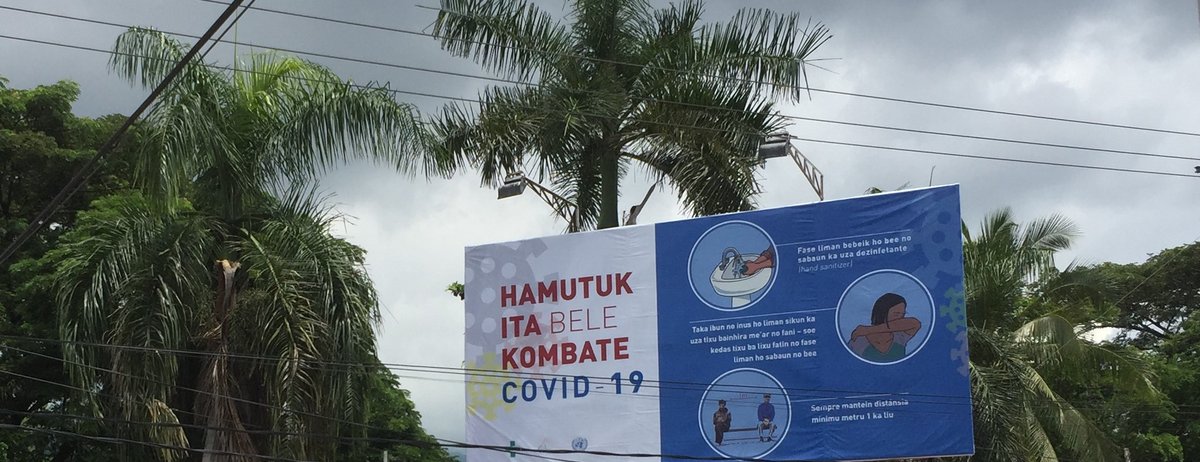 HAMUTUK
ITA BELE
KOMBATE
COVID-19
Fase liman bebeik ho bee no
sabaun ka uza dezinfetante
(hand sanitizer)
Taka ibun no inus ho liman sikun ka
uza tixu bainhira me'ar no fani – soe
kedas tixu ba lixu fatin no fase
liman ho sabaun no bee
Sempre mantein distansia
minimu metru 1 ka liu